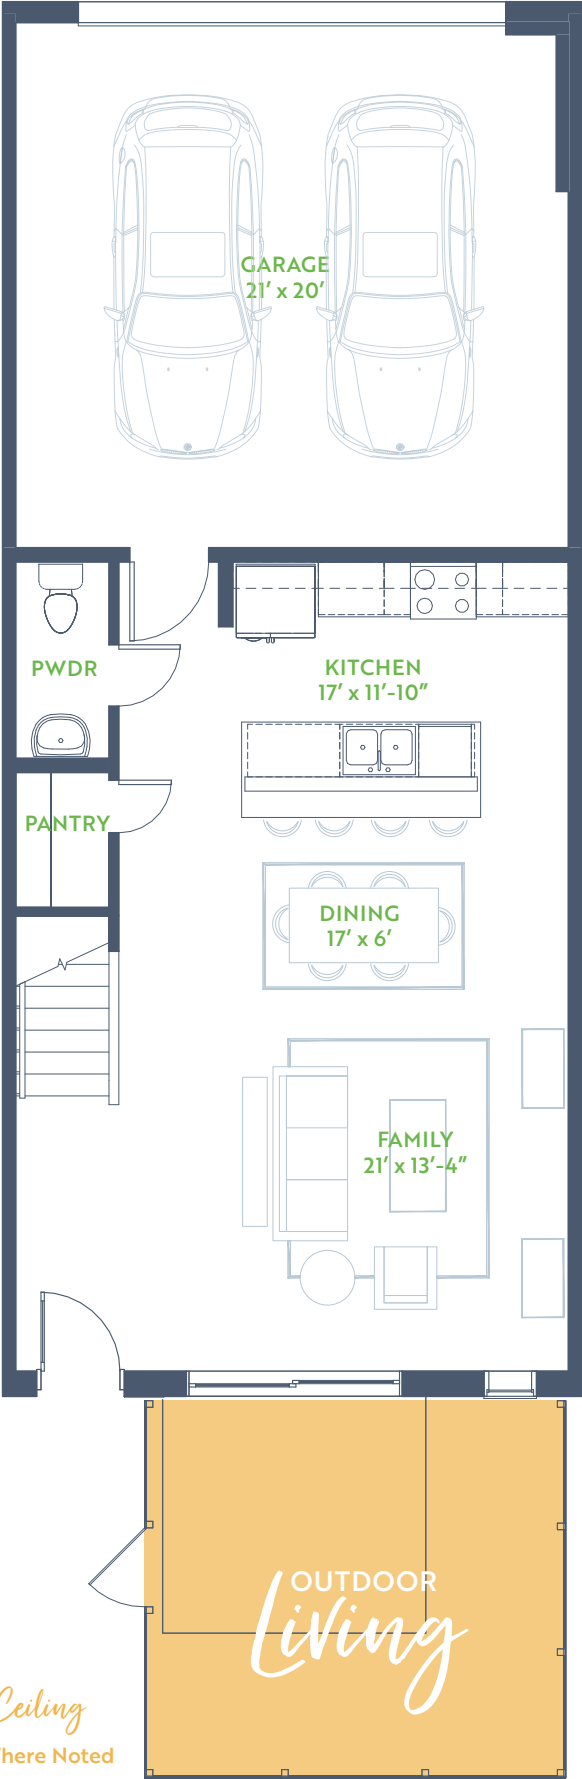 GARAGE
21′ x 20′
PWDR
KITCHEN
17′ x 11′-10″
PANTRY
DINING
17′ x 6′
FAMILY
21′ x 13′-4″
OUTDOOR
Living
Ceiling
Noted